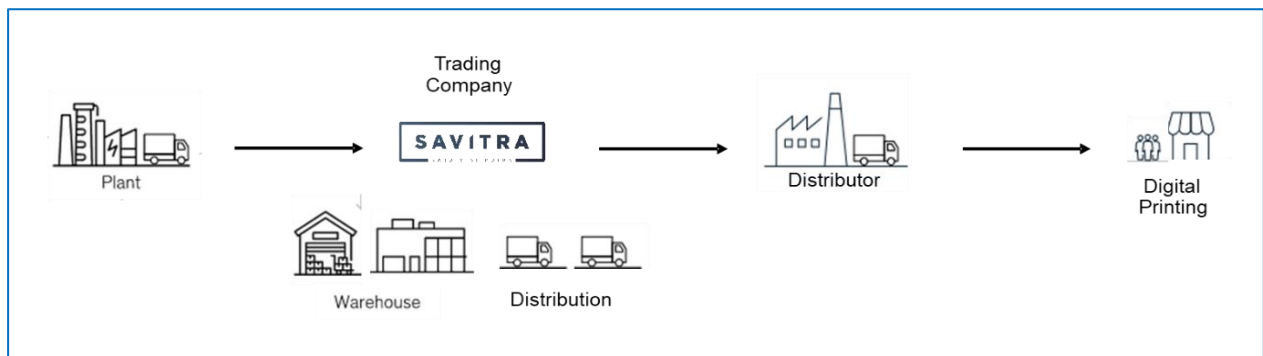 Trading
Company
SAVITRA
Plant
Distributor
Digital
Printing
Warehouse
Distribution